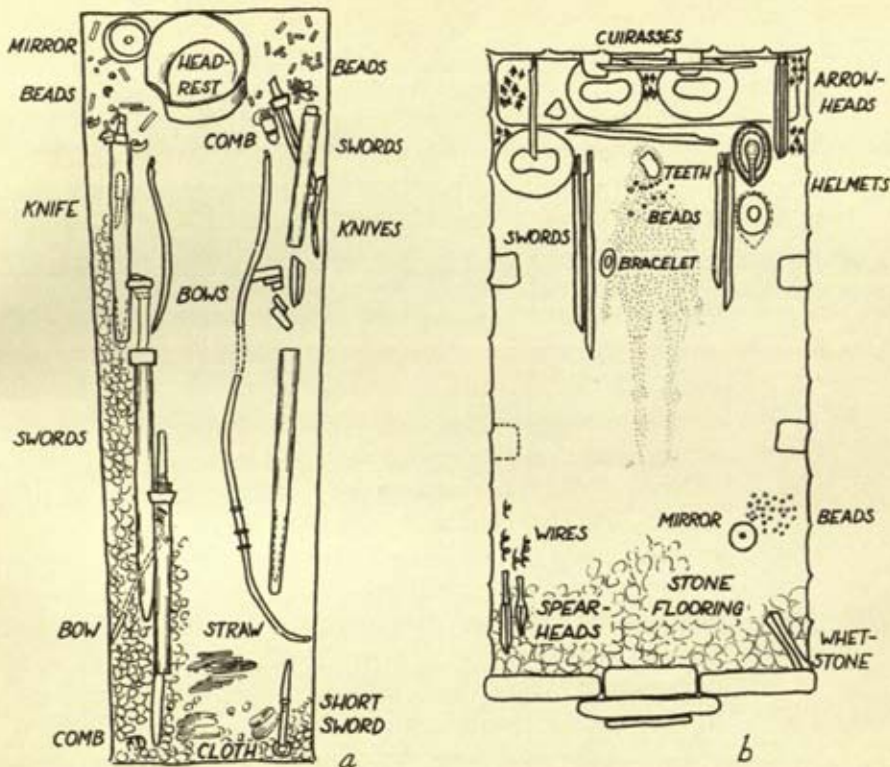 MIRROR
HEAD-
REST
BEADS
BEADS
COMB
SWORDS
KNIFE
KNIVES
BOWS
SWORDS
BOW
STRAW
SHORT
SWORD
COMB
CLOTH
a
CUIRASSES
ARROW-
HEADS
TEETH
HELMETS
BEADS
SWORDS
BRACELET
MIRROR
BEADS
WIRES
STONE
FLOORING
SPEAR-
HEADS
WHET-
STONE
b